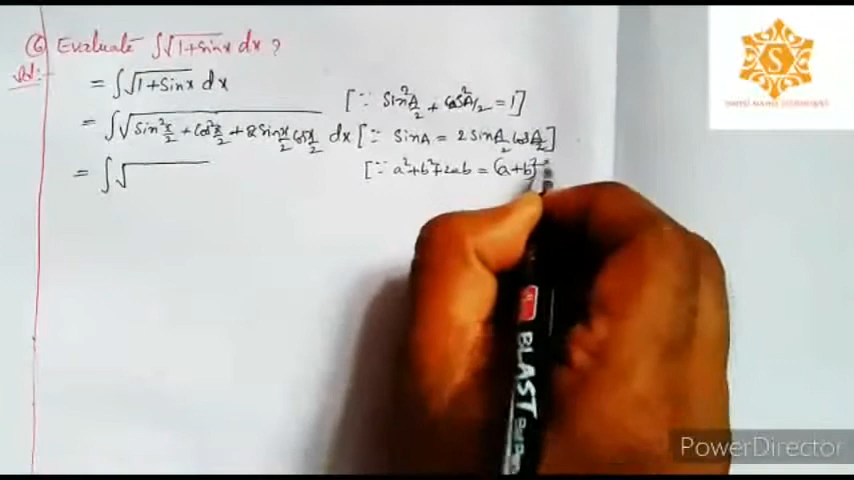 ⑥ Evaluate ∫√1+sinx dx ?
Sol:-
= ∫√1+Sinx dx
[∵ Sin²A/2 + Cos²A/2 = 1]
= ∫√Sin²x/2 + Cos²x/2 + 2Sinx/2 Cosx/2 dx [∵ SinA = 2SinA/2 CosA/2]
= ∫√ [∵ a²+b²+2ab = (a+b)²
S
BLAST
PowerDirector